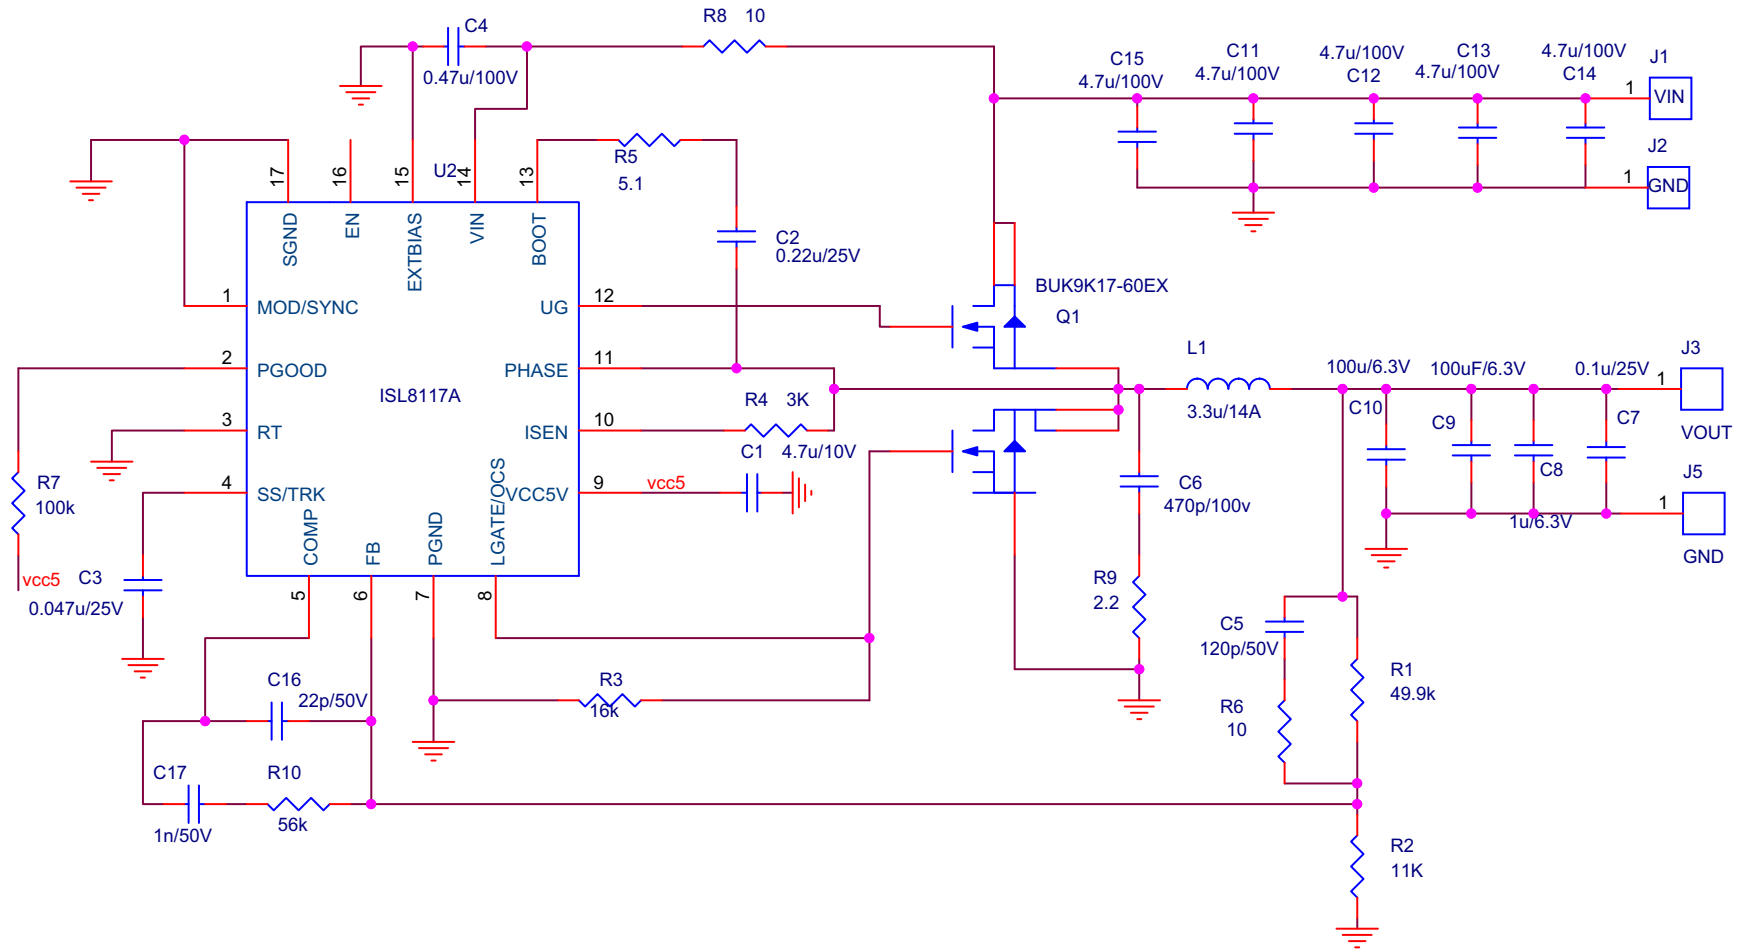 C4
0.47u/100V
R8 10
C15
4.7u/100V
C11
4.7u/100V
4.7u/100V
C12
C13
4.7u/100V
4.7u/100V
C14
J1
1
VIN
J2
1
GND
17
16
15
U2
14
13
R5
5.1
SGND
EN
EXTBIAS
VIN
BOOT
C2
0.22u/25V
1
MOD/SYNC
UG
12
BUK9K17-60EX
Q1
2
PGOOD
PHASE
11
ISL8117A
R4 3K
3
RT
ISEN
10
C1
4.7u/10V
4
SS/TRK
VCC5V
9
vcc5
COMP
FB
PGND
LGATE/OCS
5
6
7
8
R7
100k
vcc5
C3
0.047u/25V
L1
3.3u/14A
100u/6.3V
C10
100uF/6.3V
C9
C8
1u/6.3V
0.1u/25V
C7
J3
1
VOUT
J5
1
GND
C6
470p/100v
R9
2.2
C5
120p/50V
R1
49.9k
R6
10
R3
16k
C16
22p/50V
C17
1n/50V
R10
56k
R2
11K